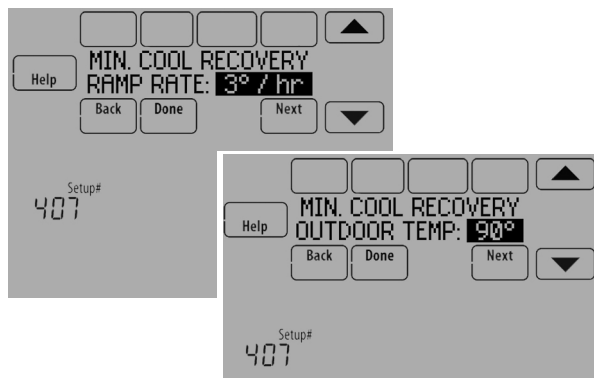 MIN. COOL RECOVERY
Help
RAMP RATE: 3° / hr
Back Done Next
Setup#
407
MIN. COOL RECOVERY
Help
OUTDOOR TEMP: 90°
Back Done Next
Setup#
407